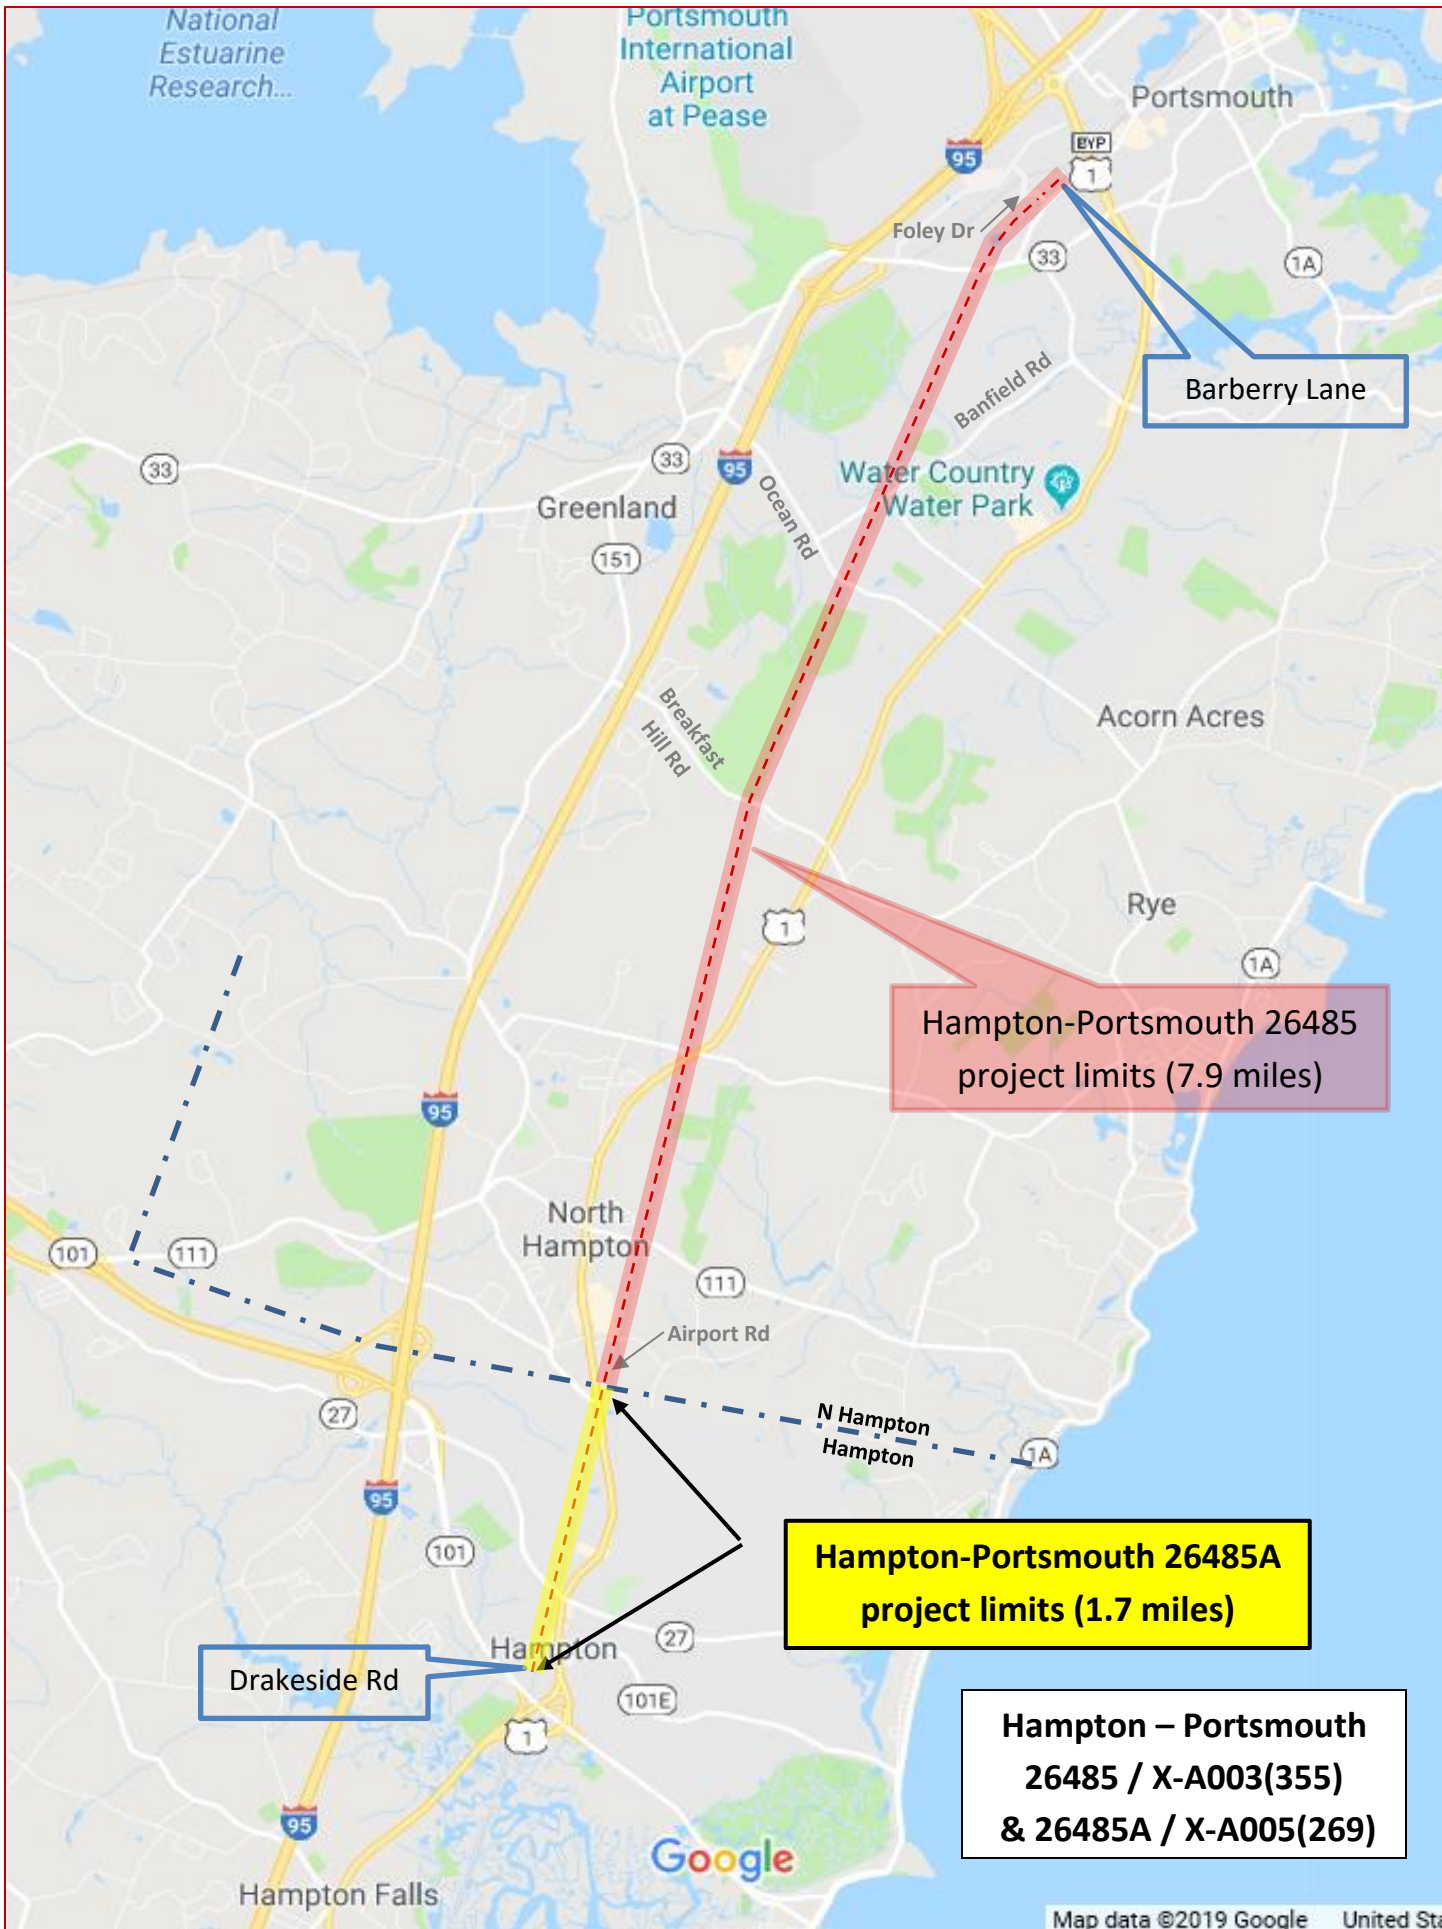 National
Estuarine
Research...
Portsmouth
International
Airport
at Pease
Portsmouth
BYP
1
95
Foley Dr
33
1A
Barberry Lane
Banfield Rd
33
33
95
Water Country
Water Park
Greenland
Ocean Rd
151
Breakfast
Hill Rd
Acorn Acres
Rye
1
1A
Hampton-Portsmouth 26485
project limits (7.9 miles)
95
North
Hampton
101
111
111
Airport Rd
27
N Hampton
Hampton
1A
95
101
Hampton-Portsmouth 26485A
project limits (1.7 miles)
Hampton
27
Drakeside Rd
101E
1
Hampton – Portsmouth
26485 / X-A003(355)
& 26485A / X-A005(269)
95
Google
Hampton Falls
Map data ©2019 Google United Sta